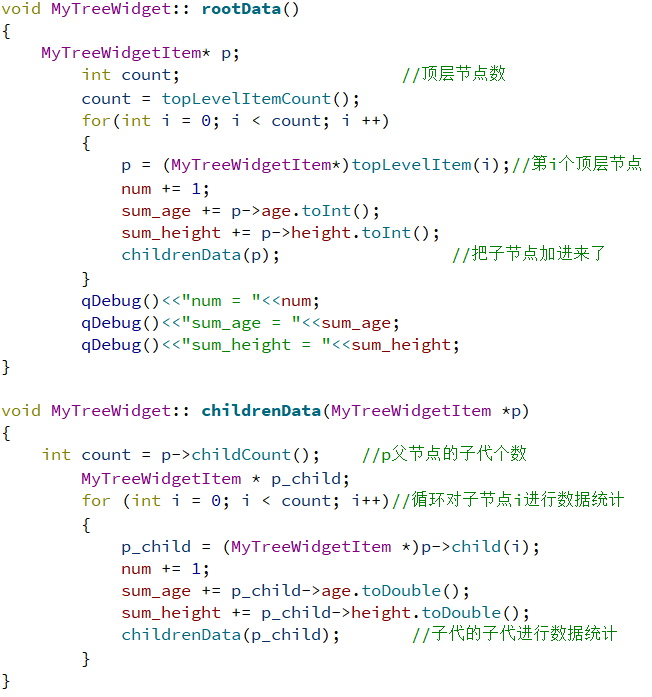 void MyTreeWidget:: rootData()
{
    MyTreeWidgetItem* p;
        int count;                      //顶层节点数
        count = topLevelItemCount();
        for(int i = 0; i < count; i ++)
        {
            p = (MyTreeWidgetItem*)topLevelItem(i);//第i个顶层节点
            num += 1;
            sum_age += p->age.toInt();
            sum_height += p->height.toInt();
            childrenData(p);                 //把子节点加进来了
        }
        qDebug()<<"num = "<<num;
        qDebug()<<"sum_age = "<<sum_age;
        qDebug()<<"sum_height = "<<sum_height;
}

void MyTreeWidget:: childrenData(MyTreeWidgetItem *p)
{
    int count = p->childCount();    //p父节点的子代个数
        MyTreeWidgetItem * p_child;
        for (int i = 0; i < count; i++)//循环对子节点i进行数据统计
        {
            p_child = (MyTreeWidgetItem *)p->child(i);
            num += 1;
            sum_age += p_child->age.toDouble();
            sum_height += p_child->height.toDouble();
            childrenData(p_child);       //子代的子代进行数据统计
        }
}